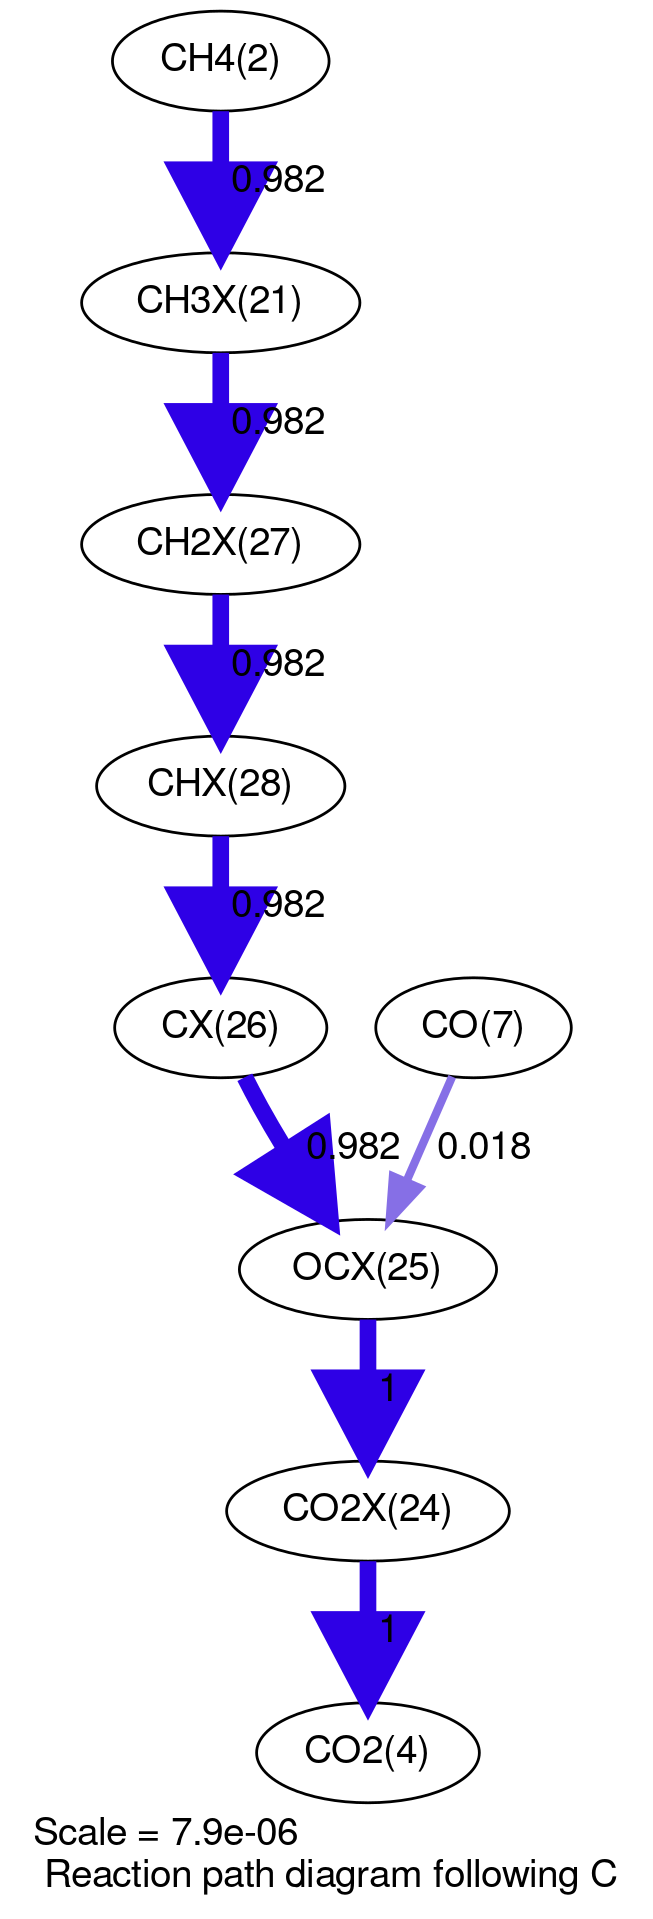 CH4(2)
0.982
CH3X(21)
0.982
CH2X(27)
0.982
CHX(28)
0.982
CX(26)
CO(7)
0.982
0.018
OCX(25)
1
CO2X(24)
1
CO2(4)
Scale = 7.9e-06
Reaction path diagram following C